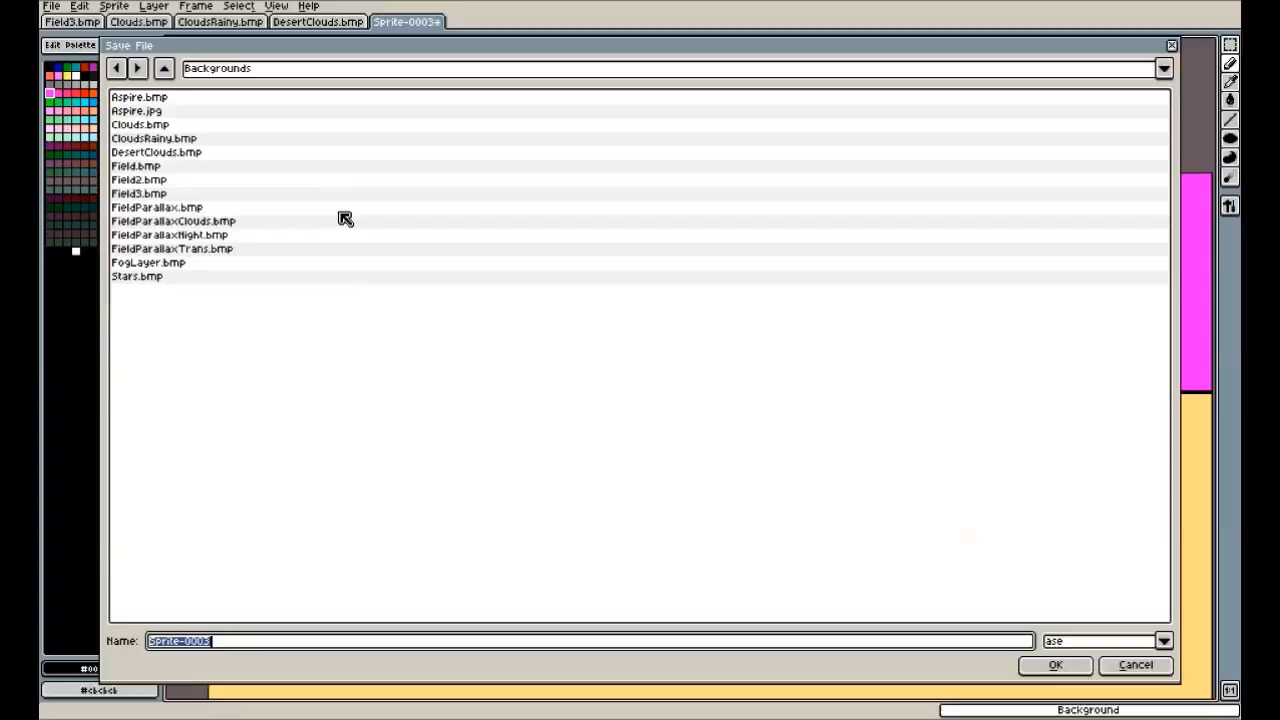 File Edit Sprite Layer Frame Select View Help
Field3.bmp Clouds.bmp CloudsRainy.bmp DesertClouds.bmp Sprite-0003*
Edit Palette
Save File
Backgrounds
Aspire.bmp
Aspire.jpg
Clouds.bmp
CloudsRainy.bmp
DesertClouds.bmp
Field.bmp
Field2.bmp
Field3.bmp
FieldParallax.bmp
FieldParallaxClouds.bmp
FieldParallaxNight.bmp
FieldParallaxTrans.bmp
FogLayer.bmp
Stars.bmp
Name: Sprite-0003 ase
OK Cancel
#00
#cbcbcb
1:1
Background